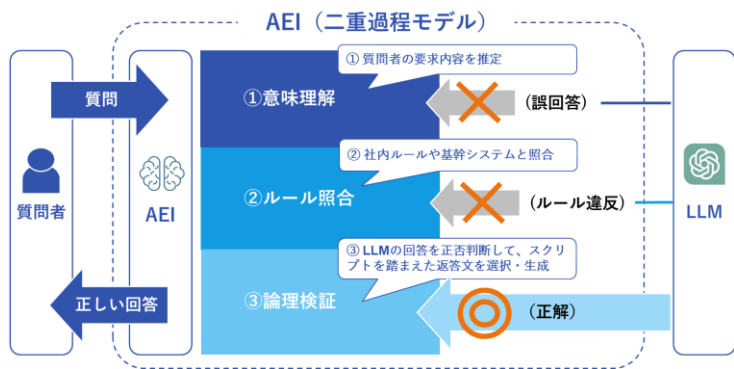 AEI（二重過程モデル）
① 質問者の要求内容を推定
質問
①意味理解
（誤回答）
② 社内ルールや基幹システムと照合
質問者
AEI
②ルール照合
（ルール違反）
LLM
③ LLMの回答を正否判断して、スクリ
プトを踏まえた返答文を選択・生成
正しい回答
③論理検証
（正解）